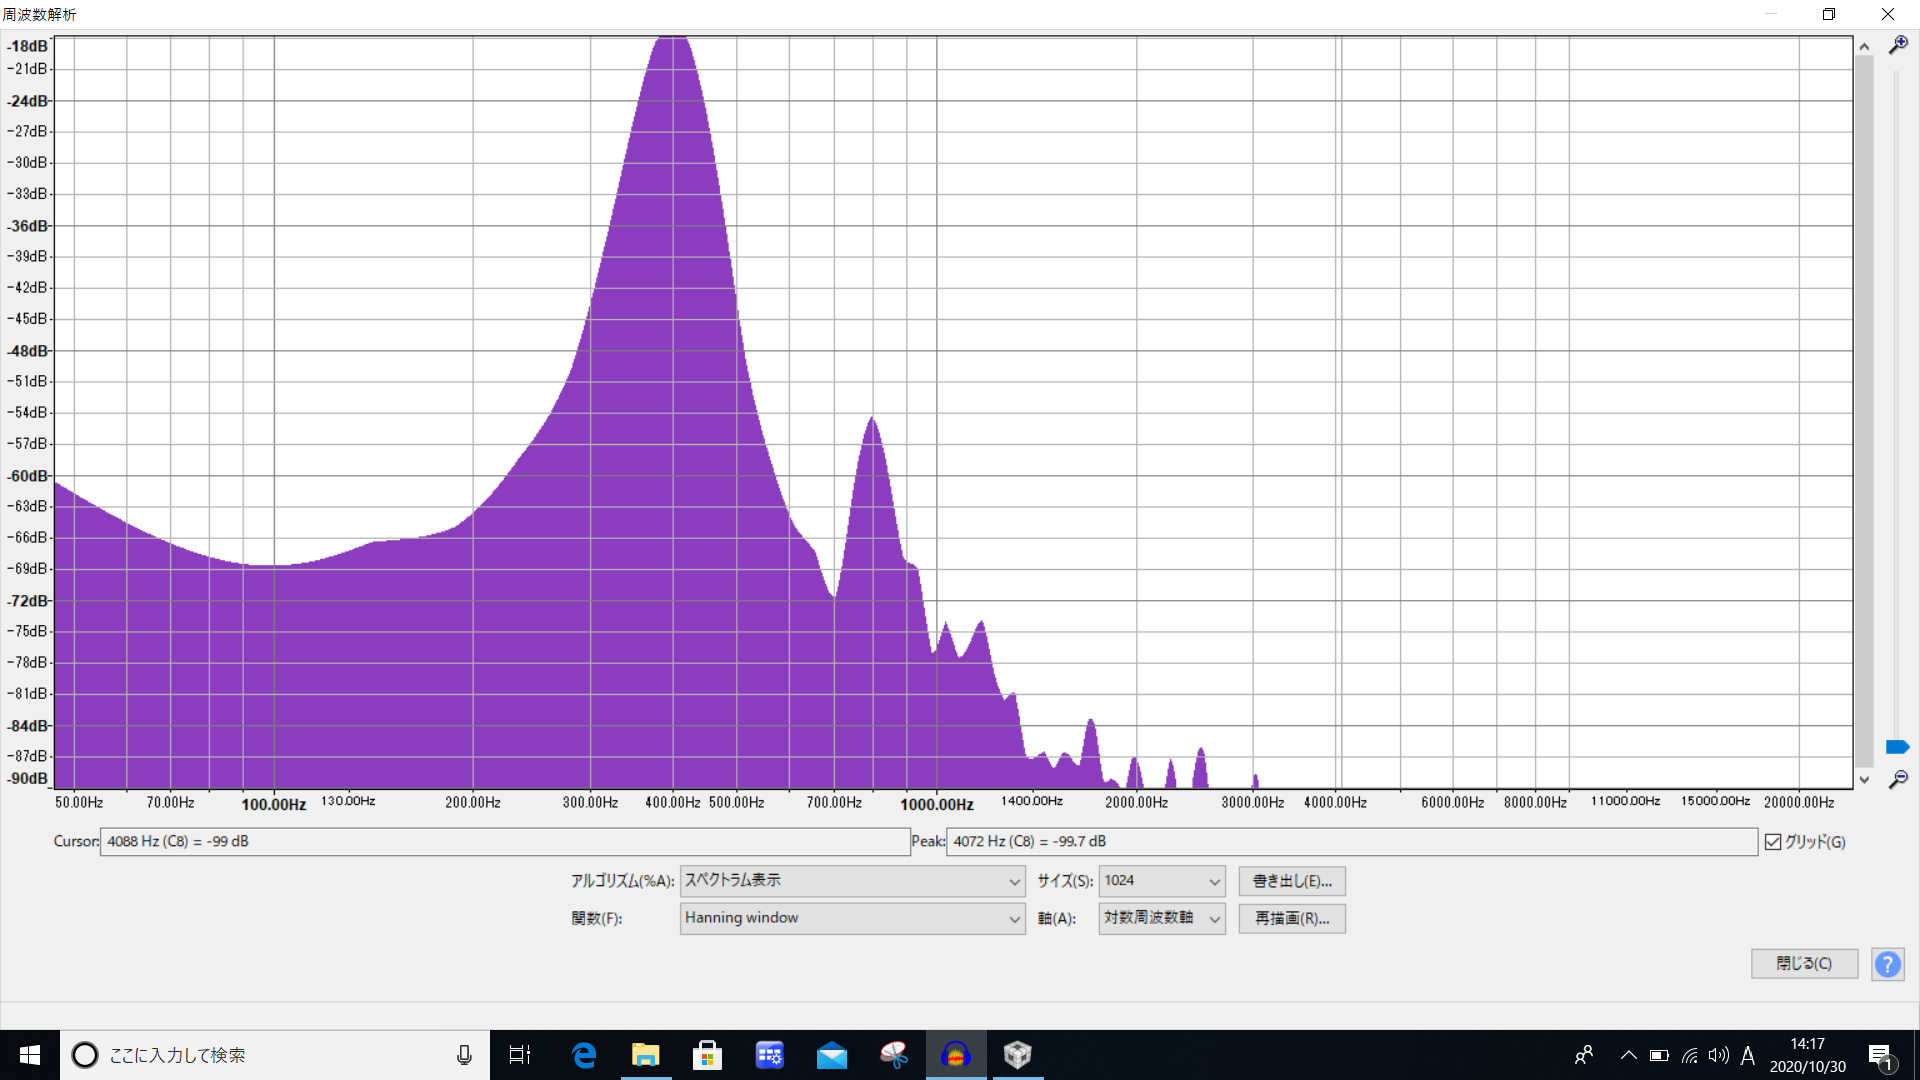 周波数解析
-18dB
-21dB
-24dB
-27dB
-30dB
-33dB
-36dB
-39dB
-42dB
-45dB
-48dB
-51dB
-54dB
-57dB
-60dB
-63dB
-66dB
-69dB
-72dB
-75dB
-78dB
-81dB
-84dB
-87dB
-90dB
50.00Hz 70.00Hz 100.00Hz 130.00Hz 200.00Hz 300.00Hz 400.00Hz 500.00Hz 700.00Hz 1000.00Hz 1400.00Hz 2000.00Hz 3000.00Hz 4000.00Hz 6000.00Hz 8000.00Hz 11000.00Hz 15000.00Hz 20000.00Hz
Cursor: 4088 Hz (C8) = -99 dB Peak: 4072 Hz (C8) = -99.7 dB グリッド(G)
アルゴリズム(%A): スペクトラム表示 サイズ(S): 1024 書き出し(E)...
関数(F): Hanning window 軸(A): 対数周波数軸 再描画(R)...
閉じる(C) ?
ここに入力して検索 A 14:17
2020/10/30 1